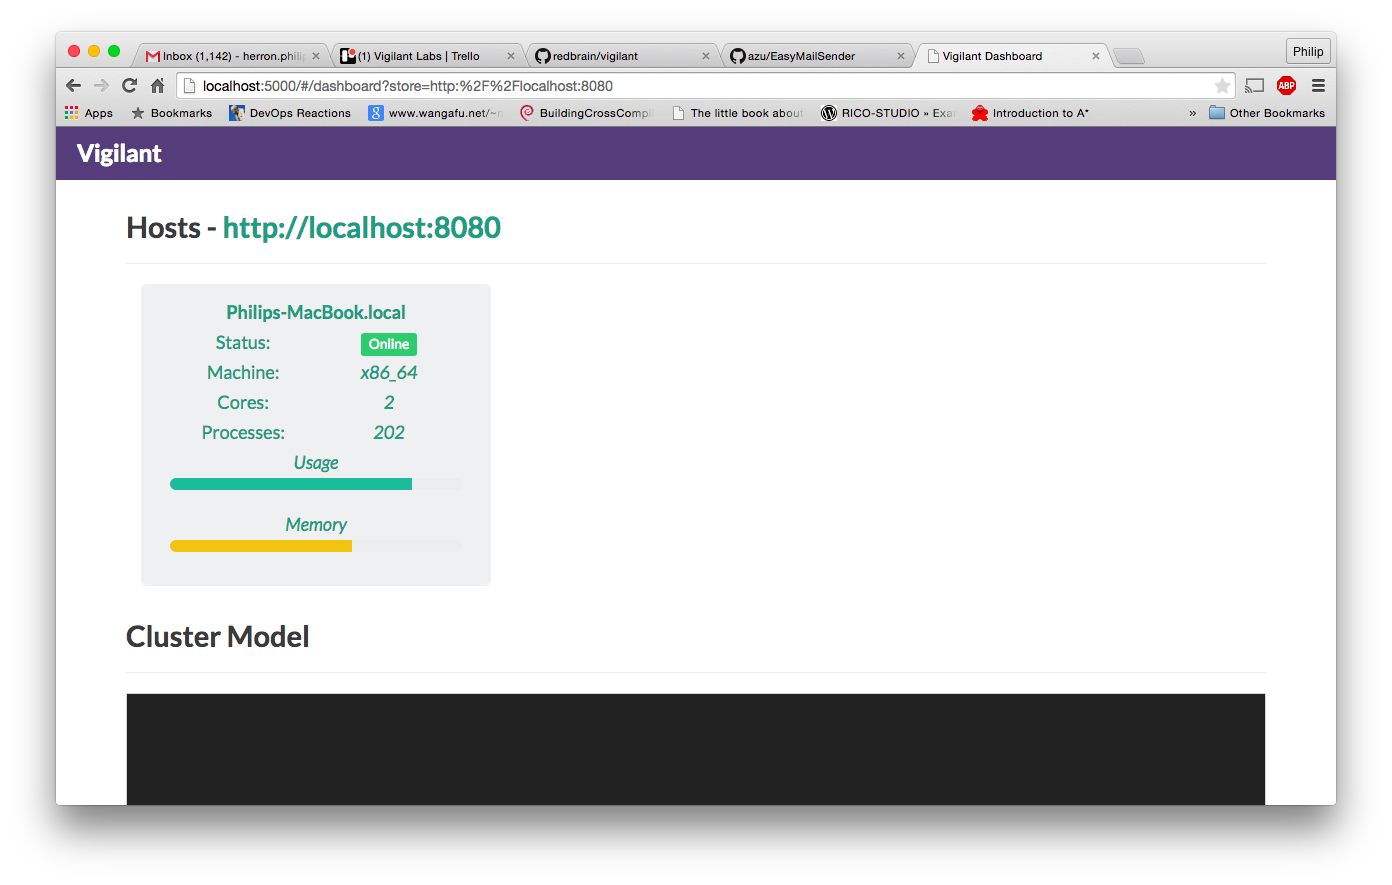 Inbox (1,142) - herron.phili
(1) Vigilant Labs | Trello
redbrain/vigilant
azu/EasyMailSender
Vigilant Dashboard
Philip
localhost:5000/#/dashboard?store=http:%2F%2Flocalhost:8080
ABP
Apps
Bookmarks
DevOps Reactions
www.wangafu.net/~n
BuildingCrossCompil
The little book about
RICO-STUDIO » Exa
Introduction to A*
»
Other Bookmarks
Vigilant
Hosts - http://localhost:8080
Philips-MacBook.local
Status: Online
Machine: x86_64
Cores: 2
Processes: 202
Usage
Memory
Cluster Model